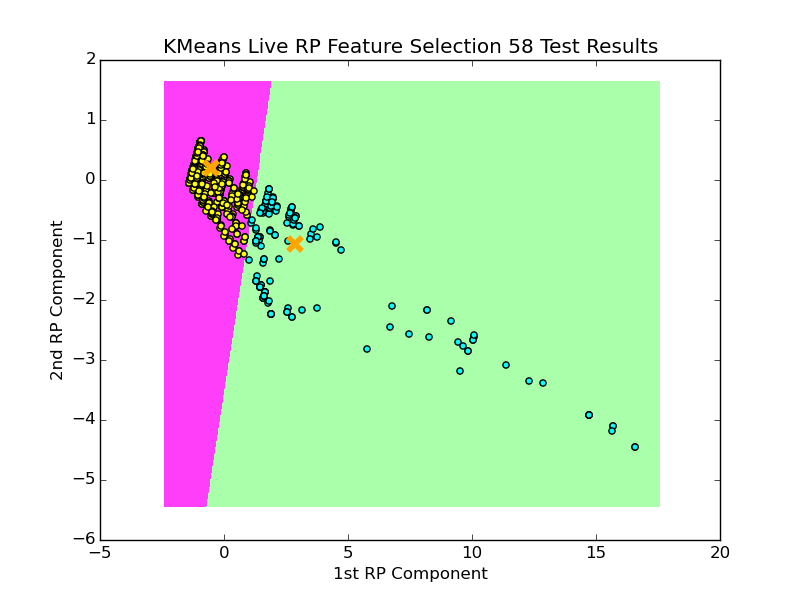 KMeans Live RP Feature Selection 58 Test Results
2
1
0
−1
−2
−3
−4
−5
−6
2nd RP Component
−5 0 5 10 15 20
1st RP Component